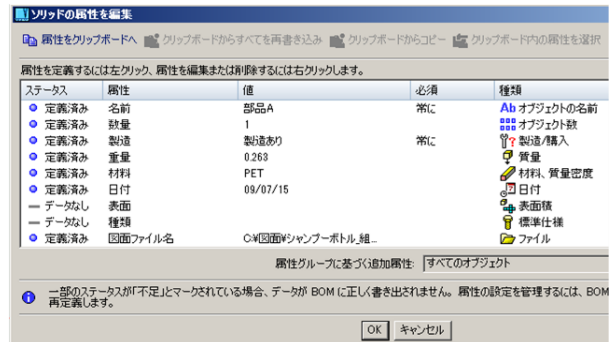 ソリッドの属性を編集
属性をクリップボードへ クリップボードからすべてを再書き込み クリップボードからコピー クリップボード内の属性を選択
属性を定義するには左クリック、属性を編集または削除するには右クリックします。
ステータス 属性 値 必須 種類
定義済み 名前 部品A 常に Ab オブジェクトの名前
定義済み 数量 1 オブジェクト数
定義済み 製造 製造あり 常に 製造/購入
定義済み 重量 0.263 質量
定義済み 材料 PET 材料、質量密度
定義済み 日付 09/07/15 日付
データなし 表面 表面積
データなし 種類 標準仕様
定義済み 図面ファイル名 C:¥図面¥シャンプーボトル_組... ファイル
属性グループに基づく追加属性: すべてのオブジェクト
一部のステータスが「不足」とマークされている場合、データが BOM に正しく書き出されません。属性の設定を管理するには、BOM
再定義します。
OK キャンセル